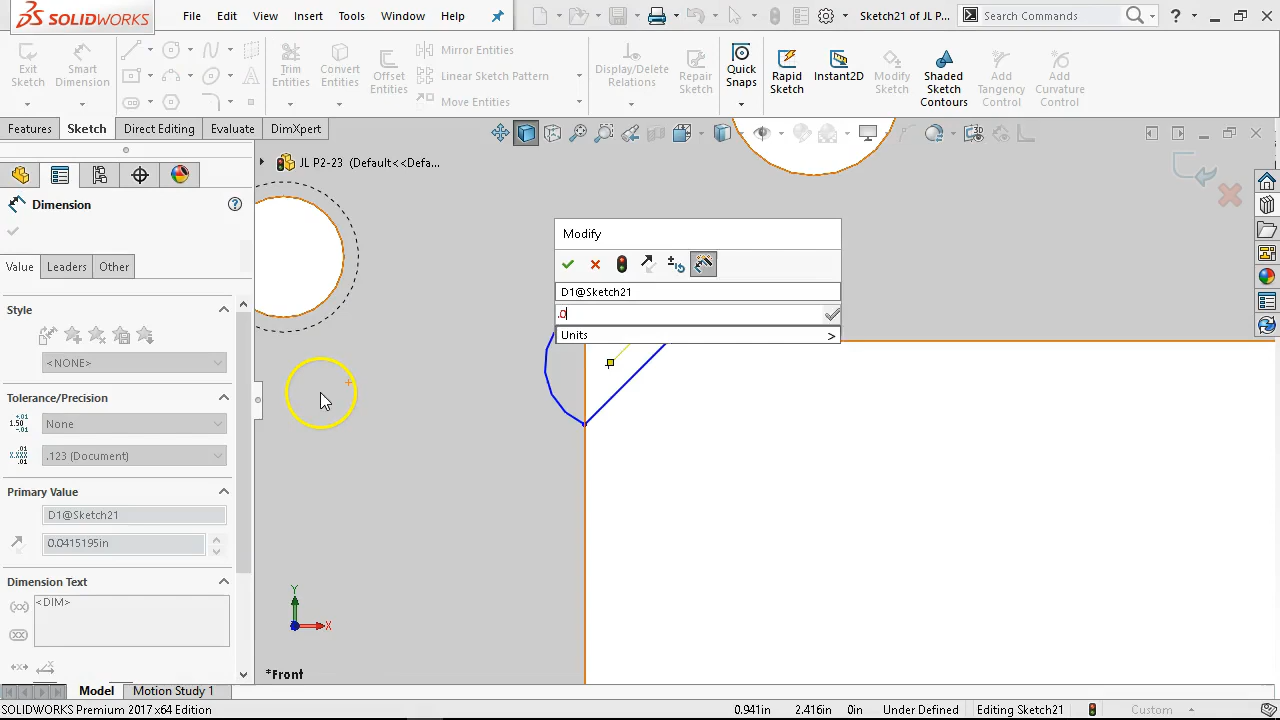 SOLIDWORKS File Edit View Insert Tools Window Help Sketch21 of JL P... Search Commands
Exit Sketch
Smart Dimension
Trim Entities
Convert Entities
Offset Entities
Mirror Entities
Linear Sketch Pattern
Move Entities
Display/Delete Relations
Repair Sketch
Quick Snaps
Rapid Sketch
Instant2D
Modify Sketch
Shaded Sketch Contours
Add Tangency Control
Add Curvature Control
Features Sketch Direct Editing Evaluate DimXpert
JL P2-23 (Default<<Defa...
Dimension
Value Leaders Other
Style
<NONE>
Tolerance/Precision
None
.123 (Document)
Primary Value
D1@Sketch21
0.0415195in
Dimension Text
<DIM>
Modify
D1@Sketch21
.0
Units >
Y
X
*Front
Model Motion Study 1
SOLIDWORKS Premium 2017 x64 Edition 0.941in 2.416in 0in Under Defined Editing Sketch21 Custom